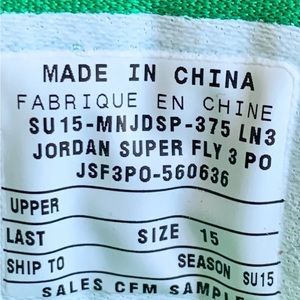 MADE IN CHINA
FABRIQUE EN CHINE
SU15-MNJDSP-375 LN3
JORDAN SUPER FLY 3 PO
JSF3PO-560636
UPPER
LAST SIZE 15
SHIP TO SEASON SU15
SALES CFM SAMPLE